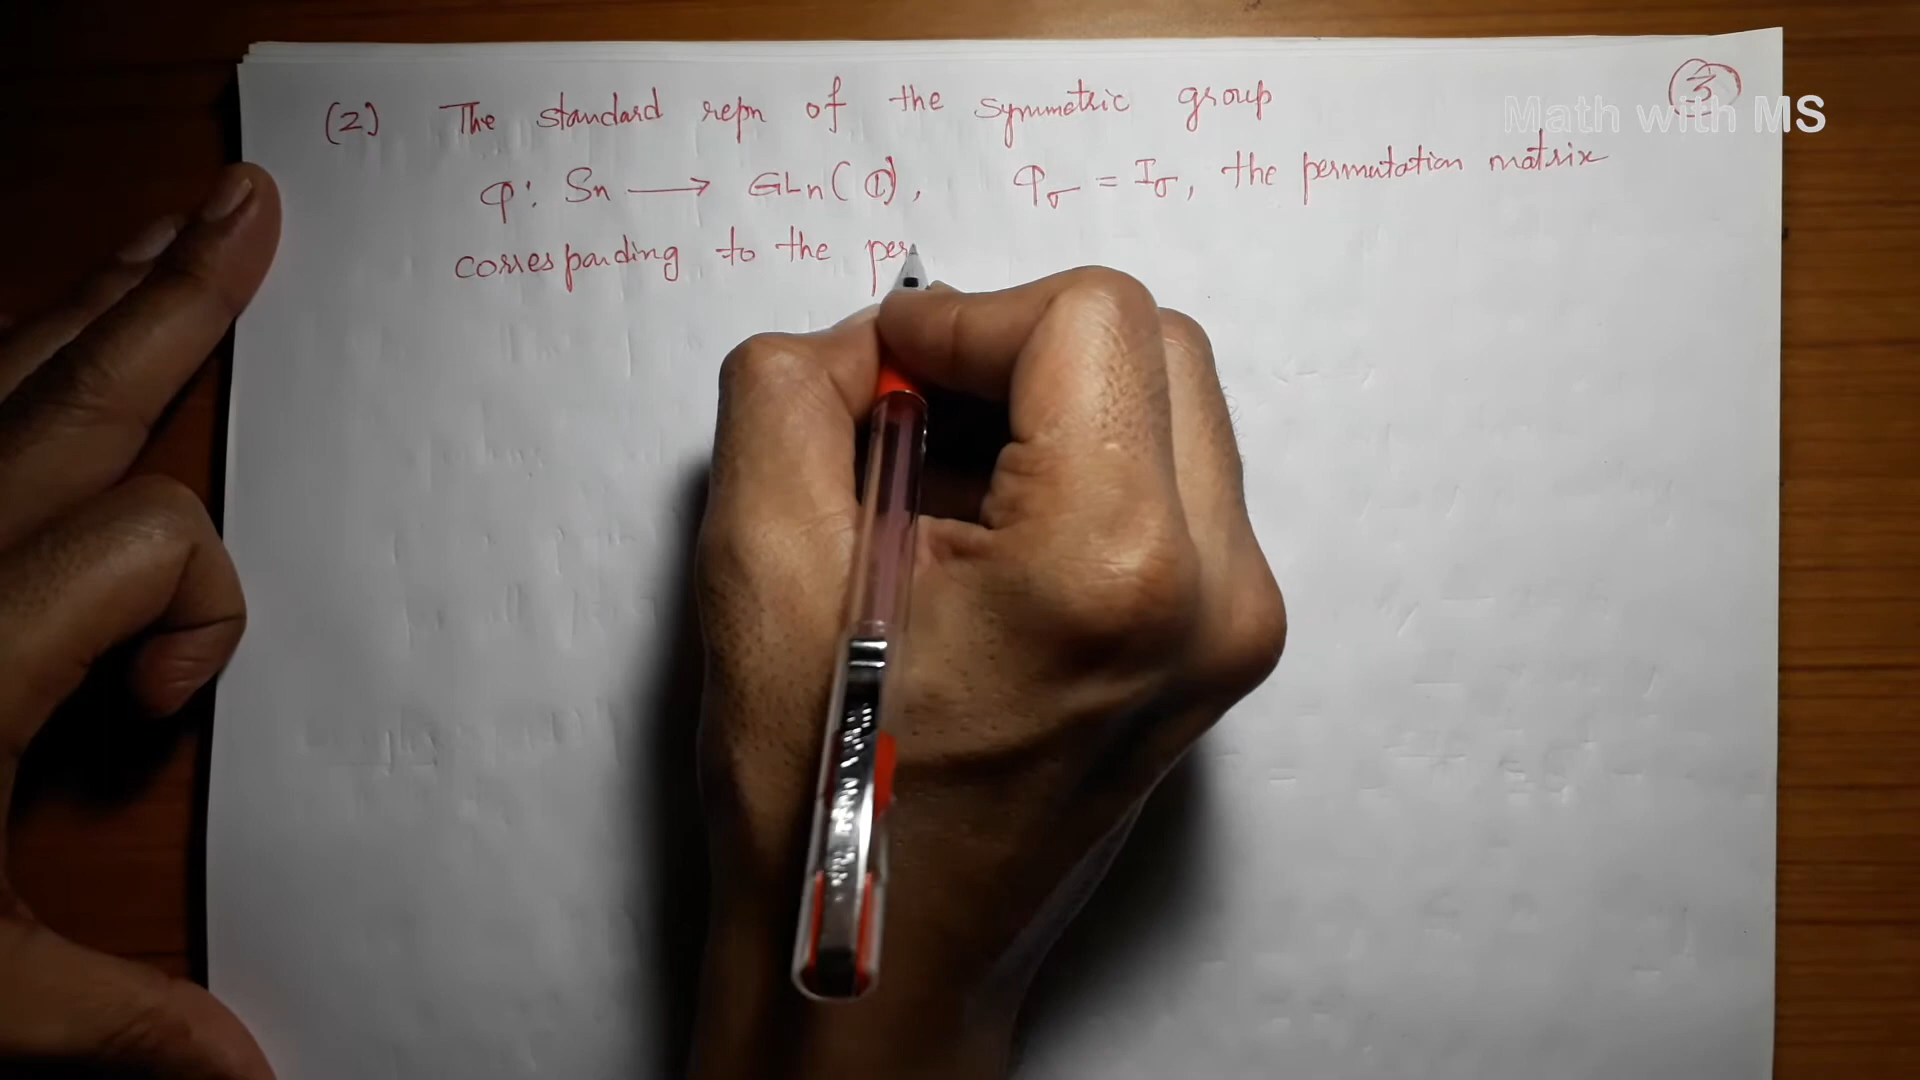 (2) The standard repn of the symmetric group
3
Math with MS
φ: Sn → GLn(ℂ), φσ = Iσ, the permutation matrix
corresponding to the per